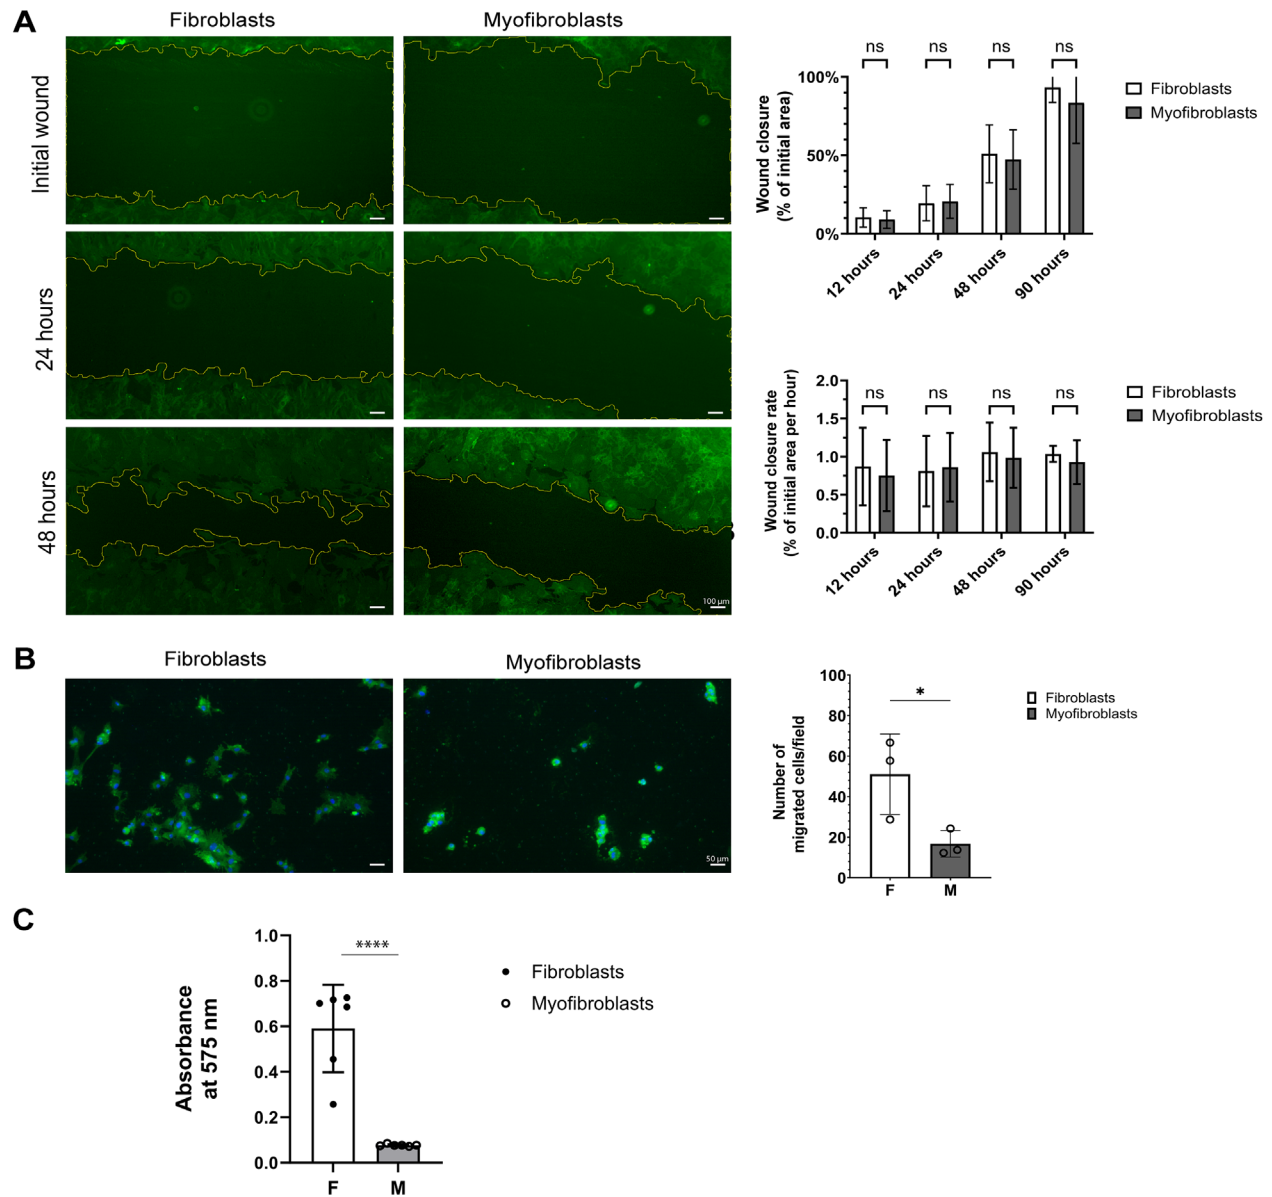 A
Fibroblasts
Myofibroblasts
Initial wound
24 hours
48 hours
100 µm
ns
ns
ns
ns
100%
50%
0%
Wound closure
(% of initial area)
12 hours
24 hours
48 hours
90 hours
Fibroblasts
Myofibroblasts
ns
ns
ns
ns
2.0
1.5
1.0
0.5
0.0
Wound closure rate
(% of initial area per hour)
12 hours
24 hours
48 hours
90 hours
Fibroblasts
Myofibroblasts
B
Fibroblasts
Myofibroblasts
50 µm
*
100
80
60
40
20
0
Number of
migrated cells/field
F
M
Fibroblasts
Myofibroblasts
C
****
1.0
0.8
0.6
0.4
0.2
0.0
Absorbance
at 575 nm
F
M
Fibroblasts
Myofibroblasts